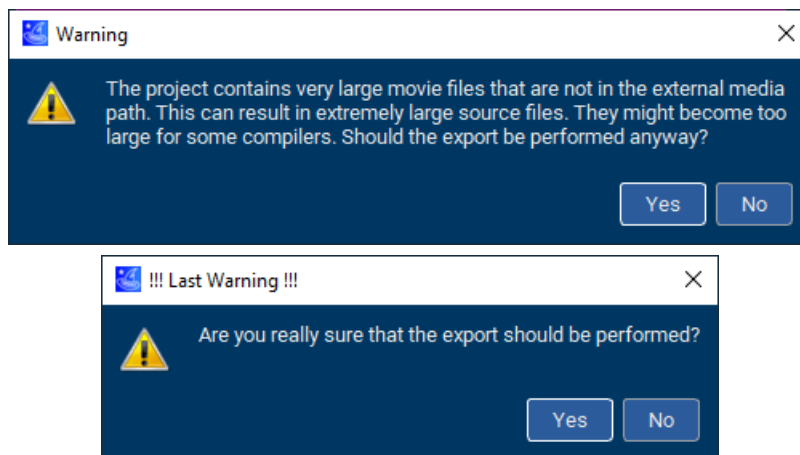 Warning
The project contains very large movie files that are not in the external media
path. This can result in extremely large source files. They might become too
large for some compilers. Should the export be performed anyway?
Yes No
!!! Last Warning !!!
Are you really sure that the export should be performed?
Yes No